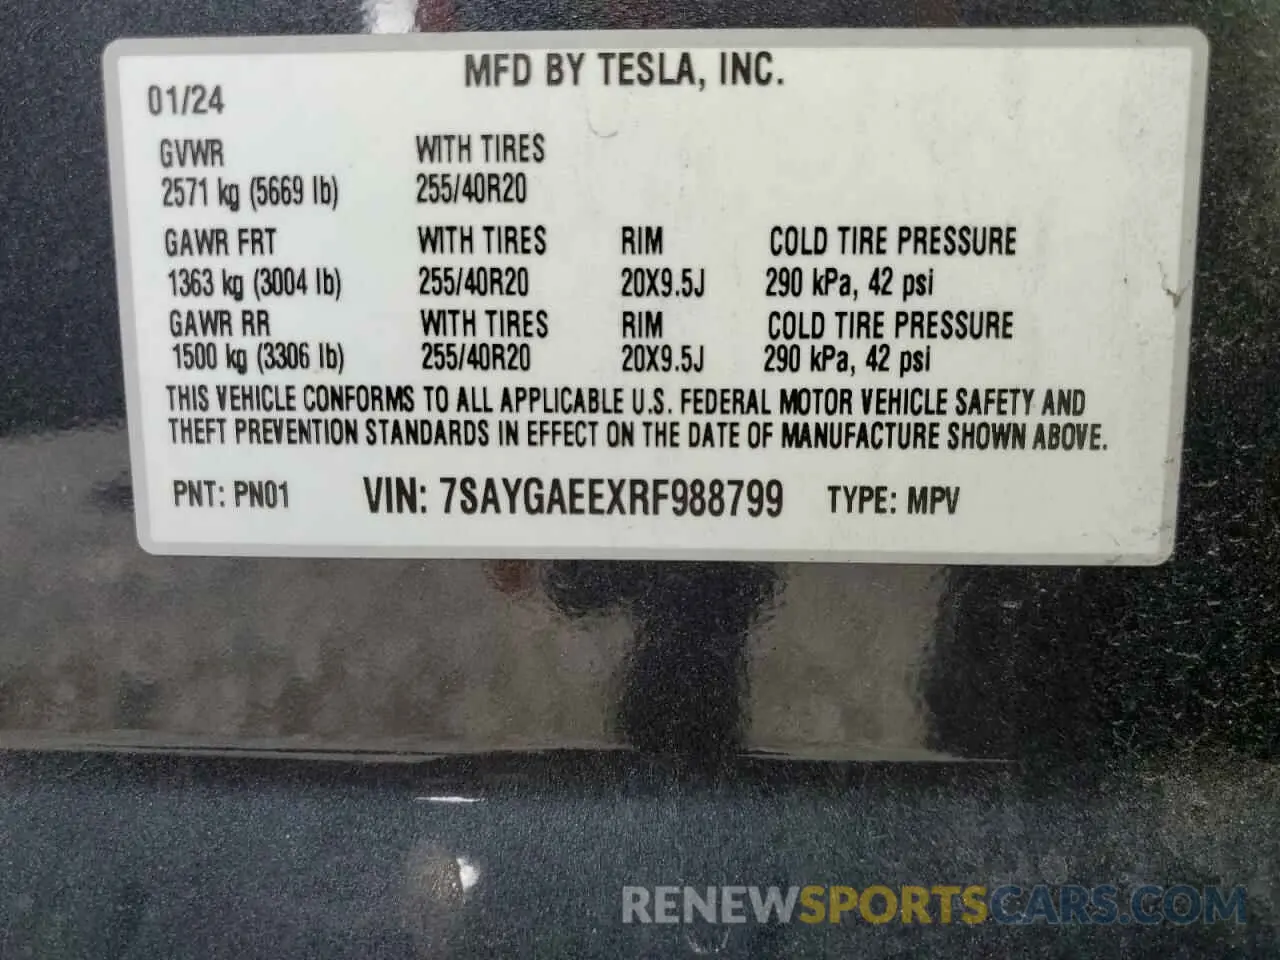 MFD BY TESLA, INC.
01/24
GVWR WITH TIRES
2571 kg (5669 lb) 255/40R20
GAWR FRT WITH TIRES RIM COLD TIRE PRESSURE
1363 kg (3004 lb) 255/40R20 20X9.5J 290 kPa, 42 psi
GAWR RR WITH TIRES RIM COLD TIRE PRESSURE
1500 kg (3306 lb) 255/40R20 20X9.5J 290 kPa, 42 psi
THIS VEHICLE CONFORMS TO ALL APPLICABLE U.S. FEDERAL MOTOR VEHICLE SAFETY AND
THEFT PREVENTION STANDARDS IN EFFECT ON THE DATE OF MANUFACTURE SHOWN ABOVE.
PNT: PN01 VIN: 7SAYGAEEXRF988799 TYPE: MPV
RENEWSPORTSCARS.COM